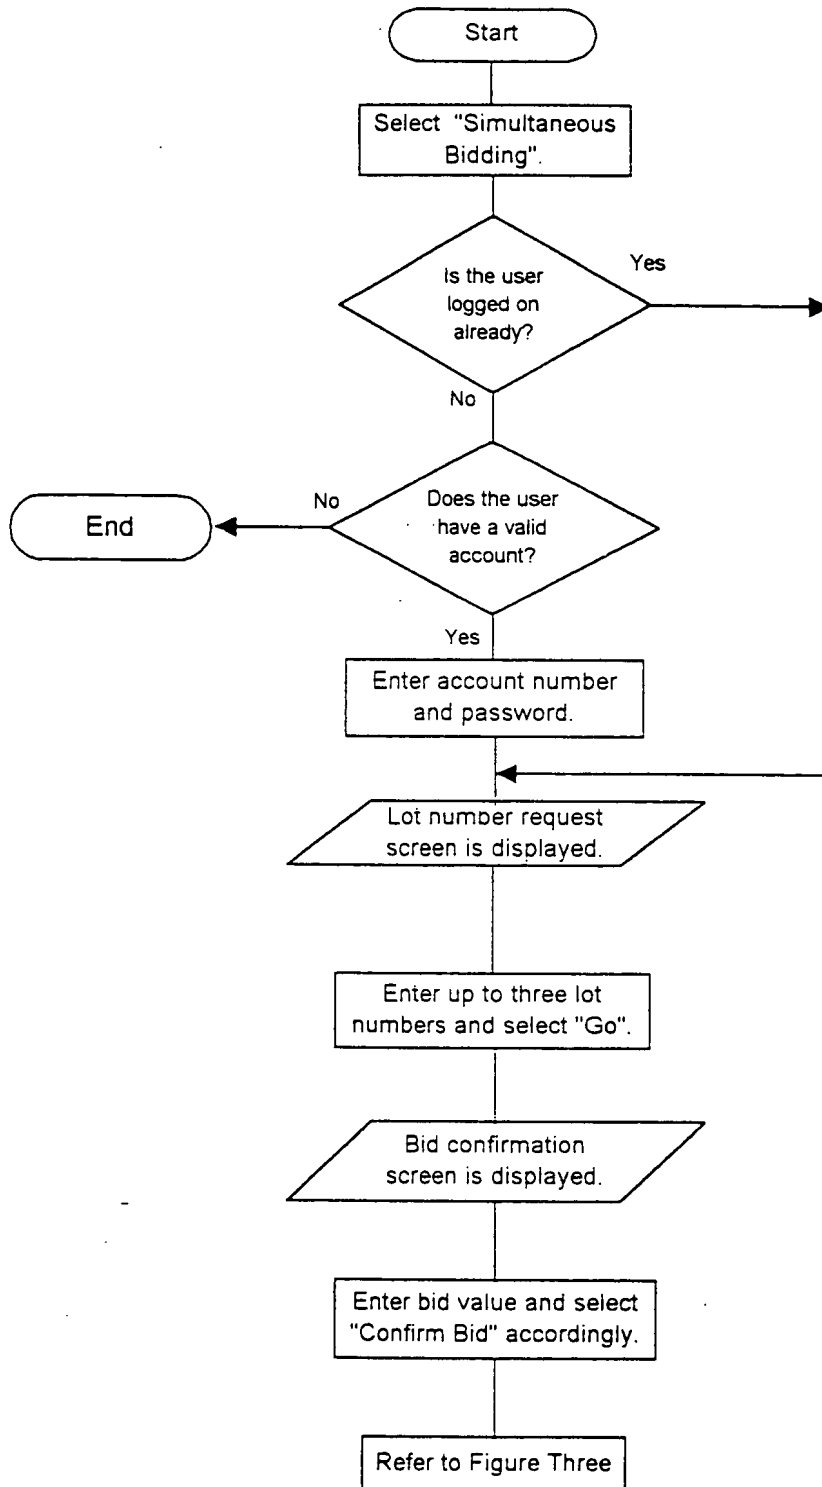 Start
Select "Simultaneous
Bidding".
Is the user
logged on
already?
Yes
No
Does the user
have a valid
account?
No
End
Yes
Enter account number
and password.
Lot number request
screen is displayed.
Enter up to three lot
numbers and select "Go".
Bid confirmation
screen is displayed.
Enter bid value and select
"Confirm Bid" accordingly.
Refer to Figure Three